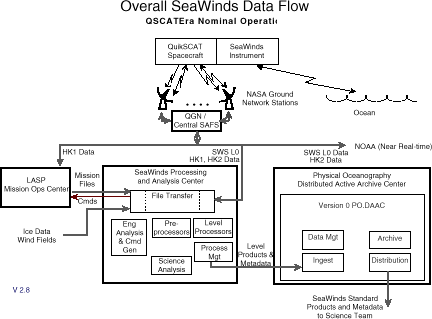 Overall SeaWinds Data Flow
QSCATEra Nominal Operatic
QuikSCAT
Spacecraft
SeaWinds
Instrument
NASA Ground
Network Stations
Ocean
QGN /
Central SAFS
HK1 Data
SWS L0
HK1, HK2 Data
SWS L0 Data
HK2 Data
NOAA (Near Real-time)
LASP
Mission Ops Center
Mission
Files
Cmds
SeaWinds Processing
and Analysis Center
File Transfer
Physical Oceanography
Distributed Active Archive Center
Version 0 PO.DAAC
Ice Data
Wind Fields
Eng
Analysis
& Cmd
Gen
Pre-
processors
Level
Processors
Process
Mgt
Science
Analysis
Level
Products &
Metadata
Data Mgt
Archive
Ingest
Distribution
V 2.8
SeaWinds Standard
Products and Metadata
to Science Team